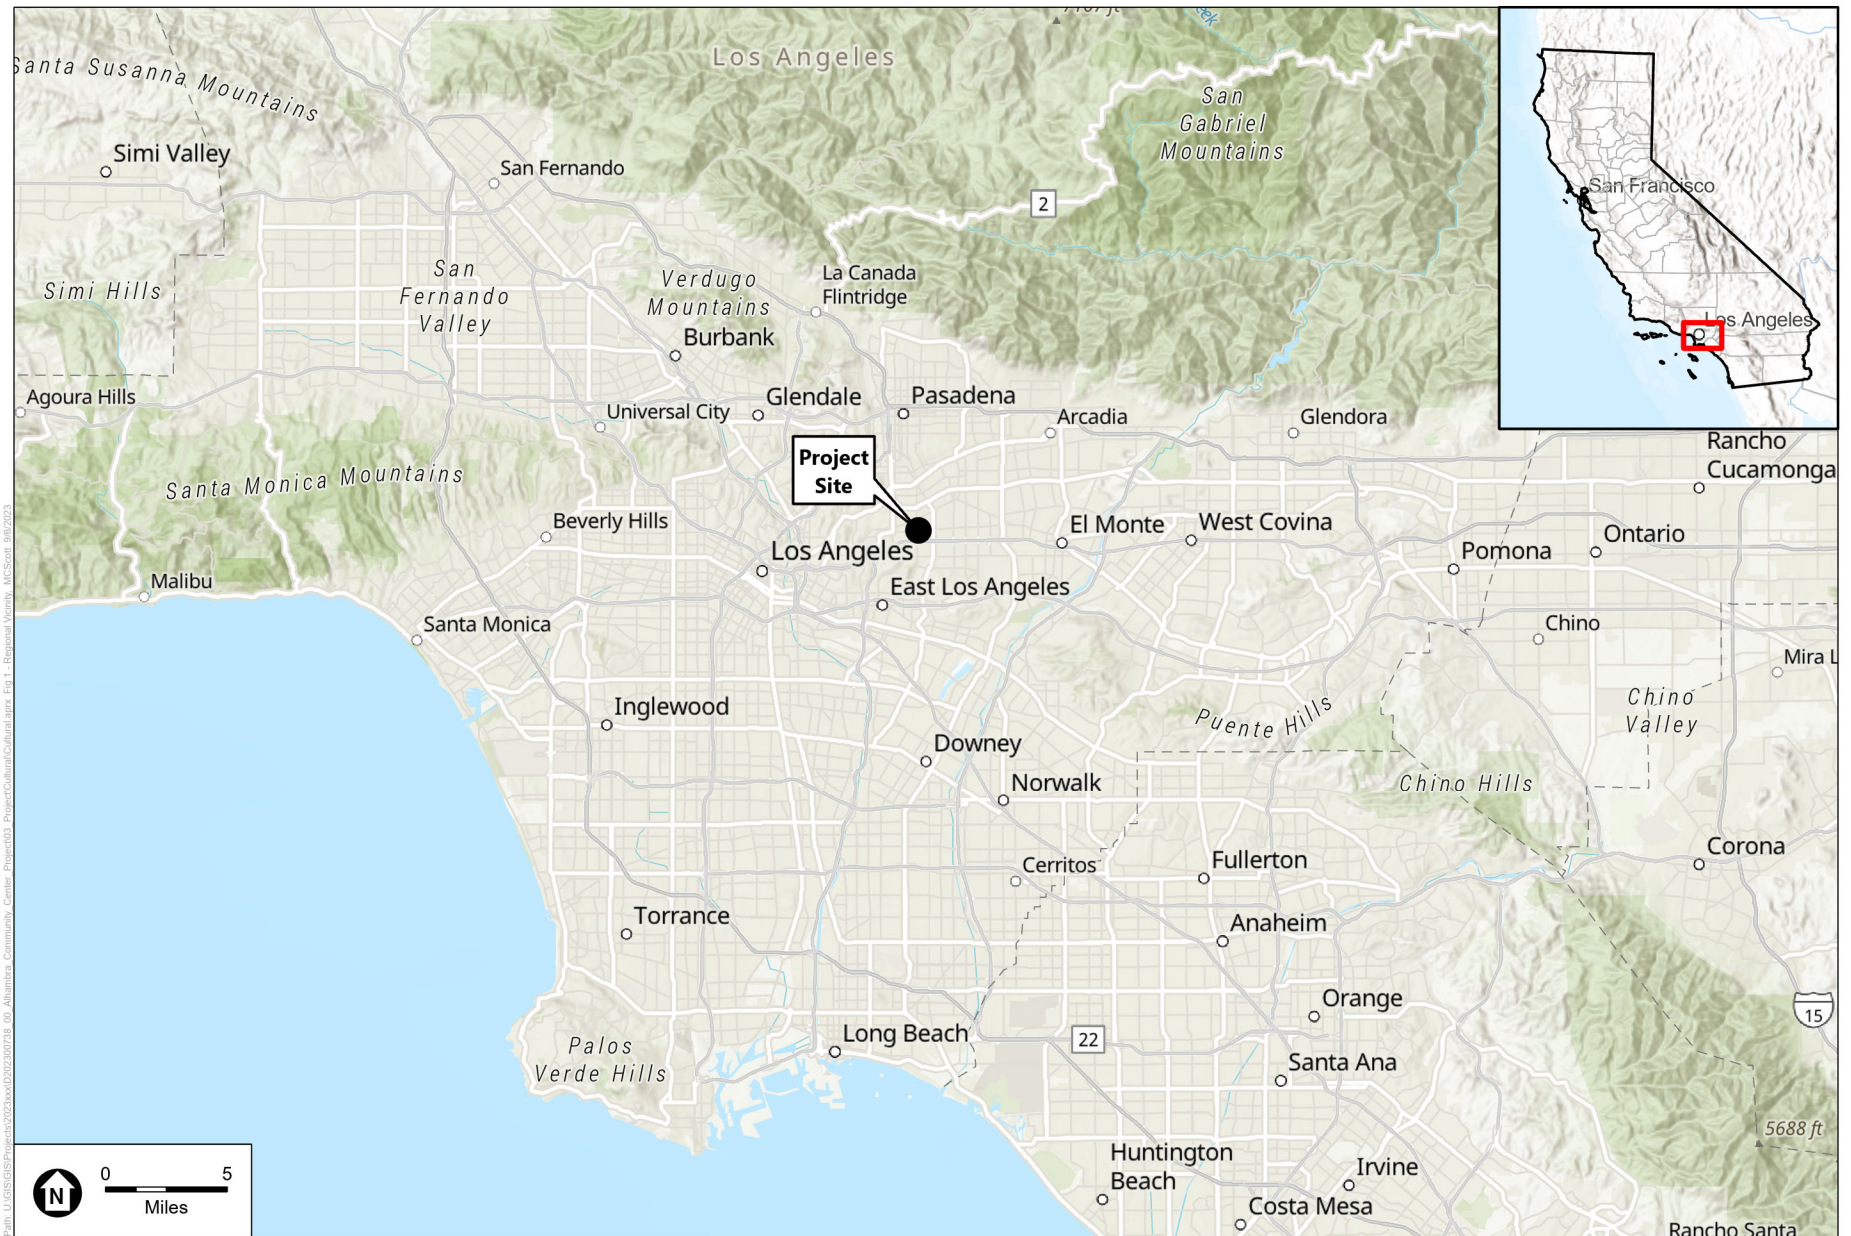 Los Angeles
Santa Susanna Mountains
San
Gabriel
Mountains
2
Simi Valley
San Fernando
San
Fernando
Valley
Verdugo
Mountains
La Canada
Flintridge
Simi Hills
Burbank
Agoura Hills
Universal City
Glendale
Pasadena
Arcadia
Glendora
San Francisco
Los Angeles
Rancho
Cucamonga
Project
Site
Santa Monica Mountains
Beverly Hills
Los Angeles
El Monte
West Covina
Pomona
Ontario
Malibu
East Los Angeles
Santa Monica
Chino
Mira L
Inglewood
Puente Hills
Chino
Valley
Downey
Norwalk
Chino Hills
Cerritos
Fullerton
Corona
Torrance
Anaheim
Orange
15
Palos
Verde Hills
Long Beach
22
Santa Ana
5688 ft
Huntington
Beach
Irvine
Costa Mesa
Rancho Santa
N
0 5
Miles